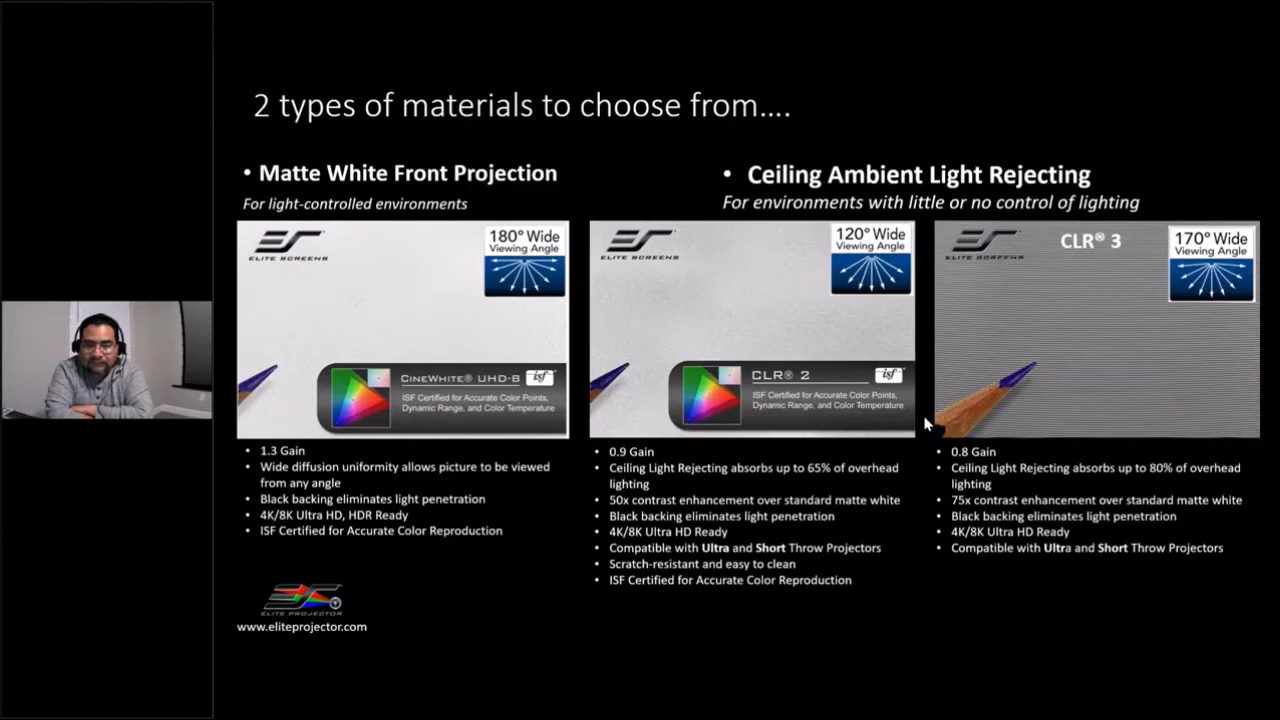 2 types of materials to choose from....
• Matte White Front Projection
For light-controlled environments
• Ceiling Ambient Light Rejecting
For environments with little or no control of lighting
ELITE SCREENS
180° Wide
Viewing Angle
CINEWHITE® UHD-B
isf
ISF Certified for Accurate Color Points,
Dynamic Range, and Color Temperature
• 1.3 Gain
• Wide diffusion uniformity allows picture to be viewed
from any angle
• Black backing eliminates light penetration
• 4K/8K Ultra HD, HDR Ready
• ISF Certified for Accurate Color Reproduction
ELITE SCREENS
120° Wide
Viewing Angle
CLR® 2
isf
ISF Certified for Accurate Color Points,
Dynamic Range, and Color Temperature
• 0.9 Gain
• Ceiling Light Rejecting absorbs up to 65% of overhead
lighting
• 50x contrast enhancement over standard matte white
• Black backing eliminates light penetration
• 4K/8K Ultra HD Ready
• Compatible with Ultra and Short Throw Projectors
• Scratch-resistant and easy to clean
• ISF Certified for Accurate Color Reproduction
ELITE SCREENS
CLR® 3
170° Wide
Viewing Angle
• 0.8 Gain
• Ceiling Light Rejecting absorbs up to 80% of overhead
lighting
• 75x contrast enhancement over standard matte white
• Black backing eliminates light penetration
• 4K/8K Ultra HD Ready
• Compatible with Ultra and Short Throw Projectors
ELITE PROJECTOR
www.eliteprojector.com